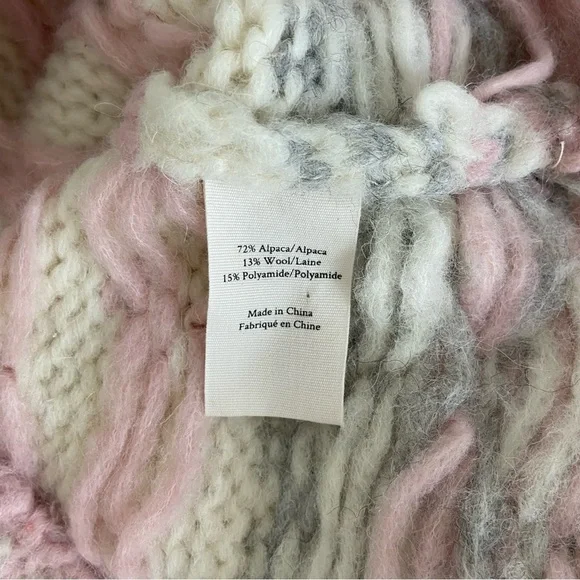 72% Alpaca/Alpaca
13% Wool/Laine
15% Polyamide/Polyamide
Made in China
Fabriqué en Chine